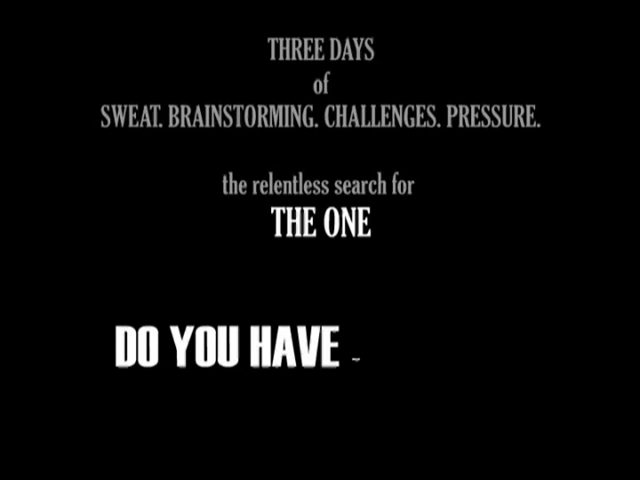 THREE DAYS
of
SWEAT. BRAINSTORMING. CHALLENGES. PRESSURE.
the relentless search for
THE ONE
DO YOU HAVE